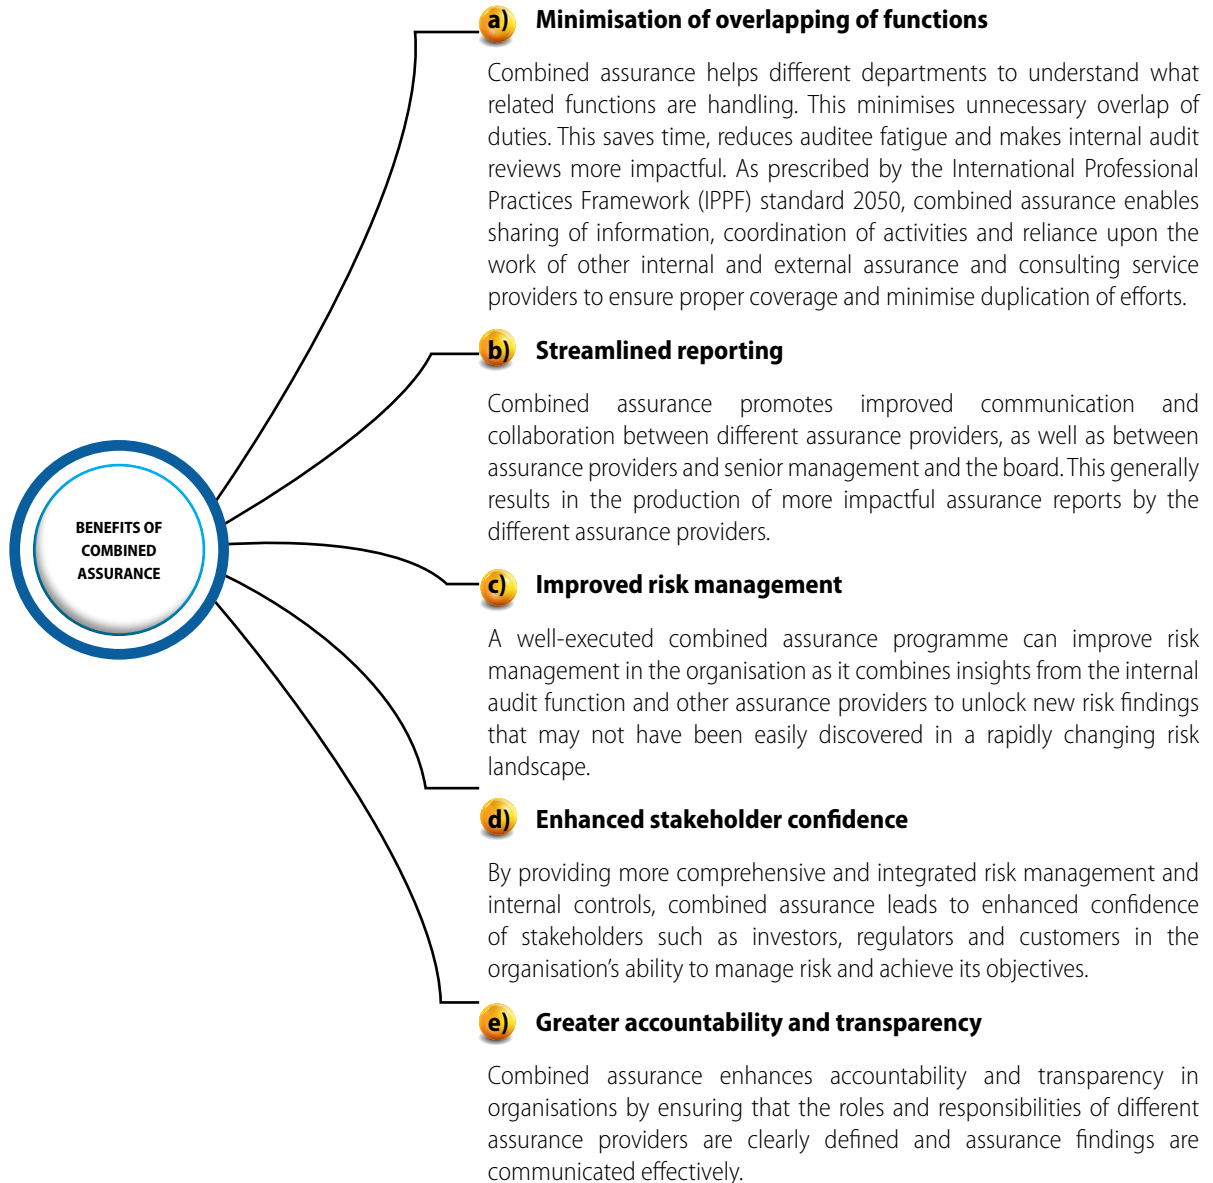 a) Minimisation of overlapping of functions
Combined assurance helps different departments to understand what
related functions are handling. This minimises unnecessary overlap of
duties. This saves time, reduces auditee fatigue and makes internal audit
reviews more impactful. As prescribed by the International Professional
Practices Framework (IPPF) standard 2050, combined assurance enables
sharing of information, coordination of activities and reliance upon the
work of other internal and external assurance and consulting service
providers to ensure proper coverage and minimise duplication of efforts.
b) Streamlined reporting
Combined assurance promotes improved communication and
collaboration between different assurance providers, as well as between
assurance providers and senior management and the board. This generally
results in the production of more impactful assurance reports by the
different assurance providers.
BENEFITS OF
COMBINED
ASSURANCE
c) Improved risk management
A well-executed combined assurance programme can improve risk
management in the organisation as it combines insights from the internal
audit function and other assurance providers to unlock new risk findings
that may not have been easily discovered in a rapidly changing risk
landscape.
d) Enhanced stakeholder confidence
By providing more comprehensive and integrated risk management and
internal controls, combined assurance leads to enhanced confidence
of stakeholders such as investors, regulators and customers in the
organisation’s ability to manage risk and achieve its objectives.
e) Greater accountability and transparency
Combined assurance enhances accountability and transparency in
organisations by ensuring that the roles and responsibilities of different
assurance providers are clearly defined and assurance findings are
communicated effectively.